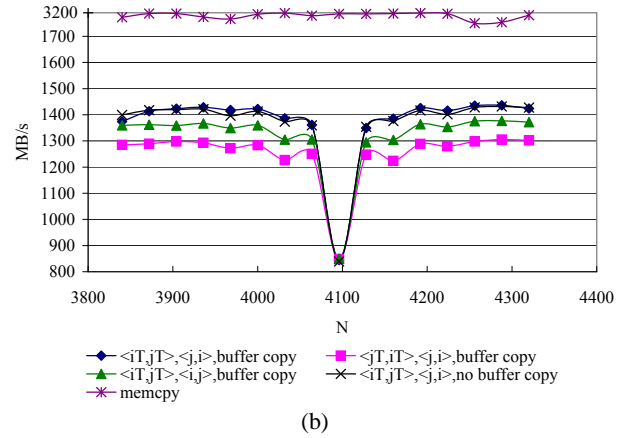 3200
1700
1600
1500
1400
1300
1200
1100
1000
900
800
MB/s
3800 3900 4000 4100 4200 4300 4400
N
<iT,jT>,<j,i>,buffer copy <jT,iT>,<j,i>,buffer copy
<iT,jT>,<i,j>,buffer copy <iT,jT>,<j,i>,no buffer copy
memcpy
(b)